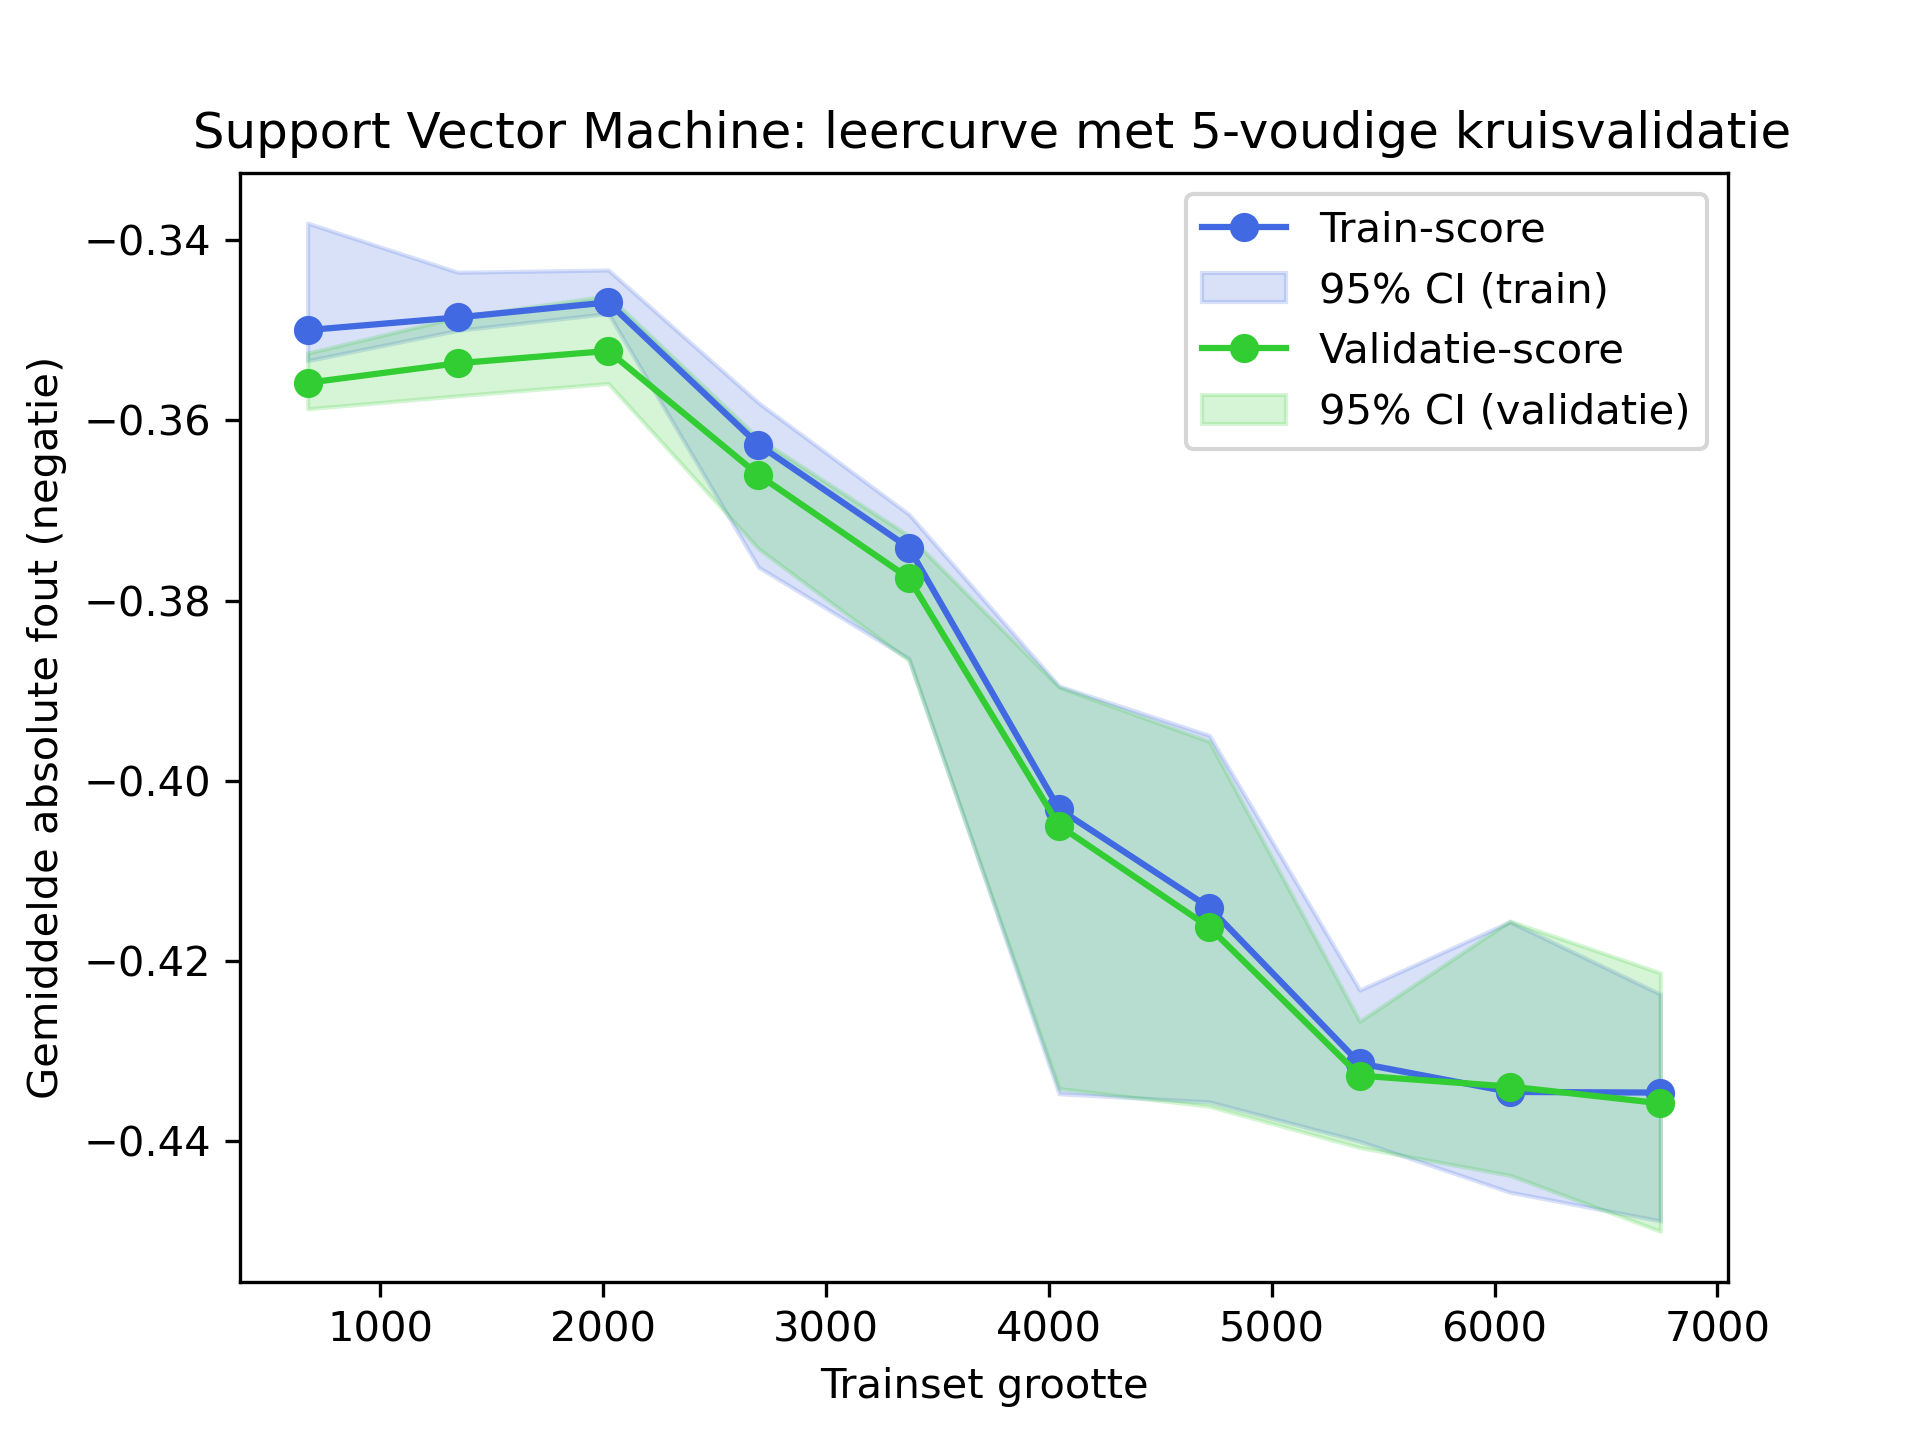 Support Vector Machine: leercurve met 5-voudige kruisvalidatie
Train-score
95% CI (train)
Validatie-score
95% CI (validatie)
Gemiddelde absolute fout (negatie)
−0.34
−0.36
−0.38
−0.40
−0.42
−0.44
1000 2000 3000 4000 5000 6000 7000
Trainset grootte